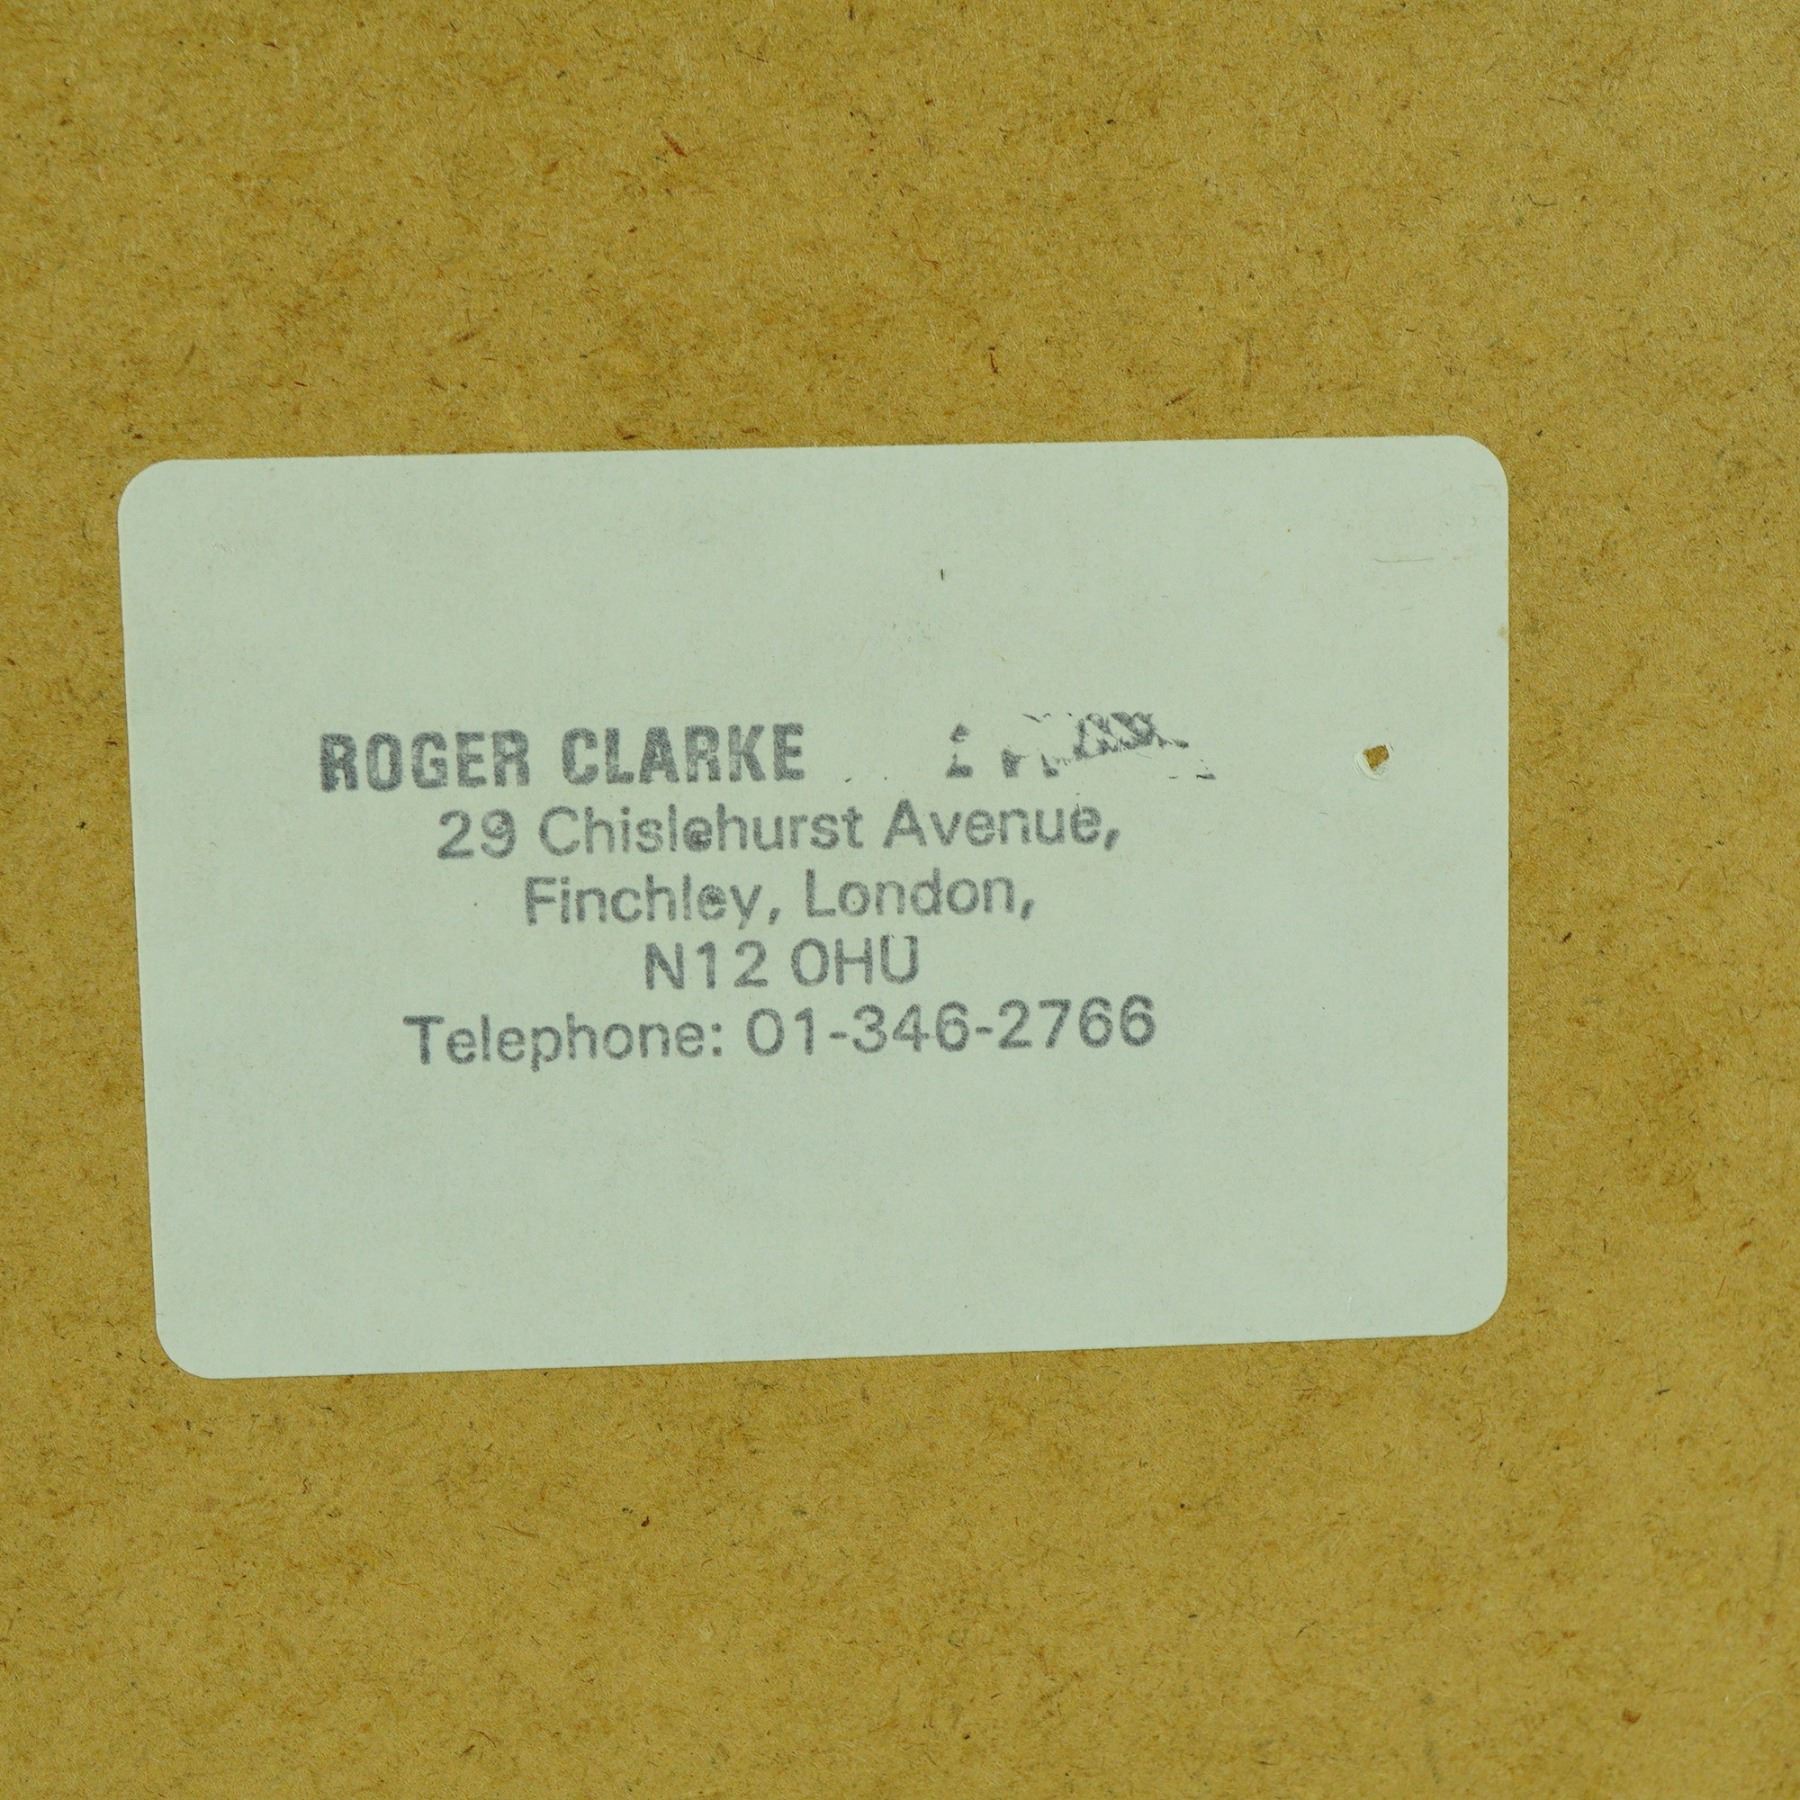 ROGER CLARKE
29 Chislehurst Avenue,
Finchley, London,
N12 0HU
Telephone: 01-346-2766